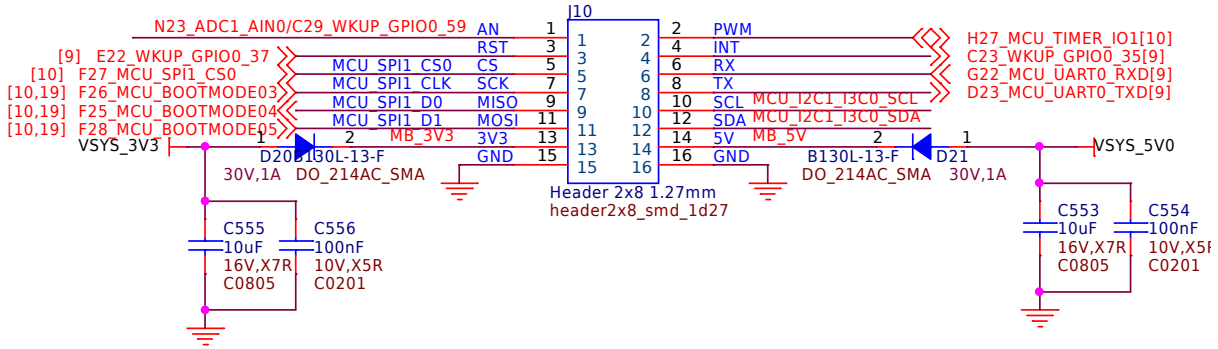 J10
N23_ADC1_AIN0/C29_WKUP_GPIO0_59 AN 1 1 2 2 PWM H27_MCU_TIMER_IO1[10]
[9] E22_WKUP_GPIO0_37 RST 3 3 4 4 INT C23_WKUP_GPIO0_35[9]
[10] F27_MCU_SPI1_CS0 MCU_SPI1_CS0 CS 5 5 6 6 RX G22_MCU_UART0_RXD[9]
[10,19] F26_MCU_BOOTMODE03 MCU_SPI1_CLK SCK 7 7 8 8 TX D23_MCU_UART0_TXD[9]
[10,19] F25_MCU_BOOTMODE04 MCU_SPI1_D0 MISO 9 9 10 10 SCL MCU_I2C1_I3C0_SCL
[10,19] F28_MCU_BOOTMODE05 MCU_SPI1_D1 MOSI 11 11 12 12 SDA MCU_I2C1_I3C0_SDA
VSYS_3V3 1 2 MB_3V3 3V3 13 13 14 14 5V MB_5V 2 1 VSYS_5V0
D20 B130L-13-F GND 15 15 16 16 GND B130L-13-F D21
30V,1A DO_214AC_SMA DO_214AC_SMA 30V,1A
Header 2x8 1.27mm
header2x8_smd_1d27
C555 C556 C553 C554
10uF 100nF 10uF 100nF
16V,X7R 10V,X5R 16V,X7R 10V,X5R
C0805 C0201 C0805 C0201